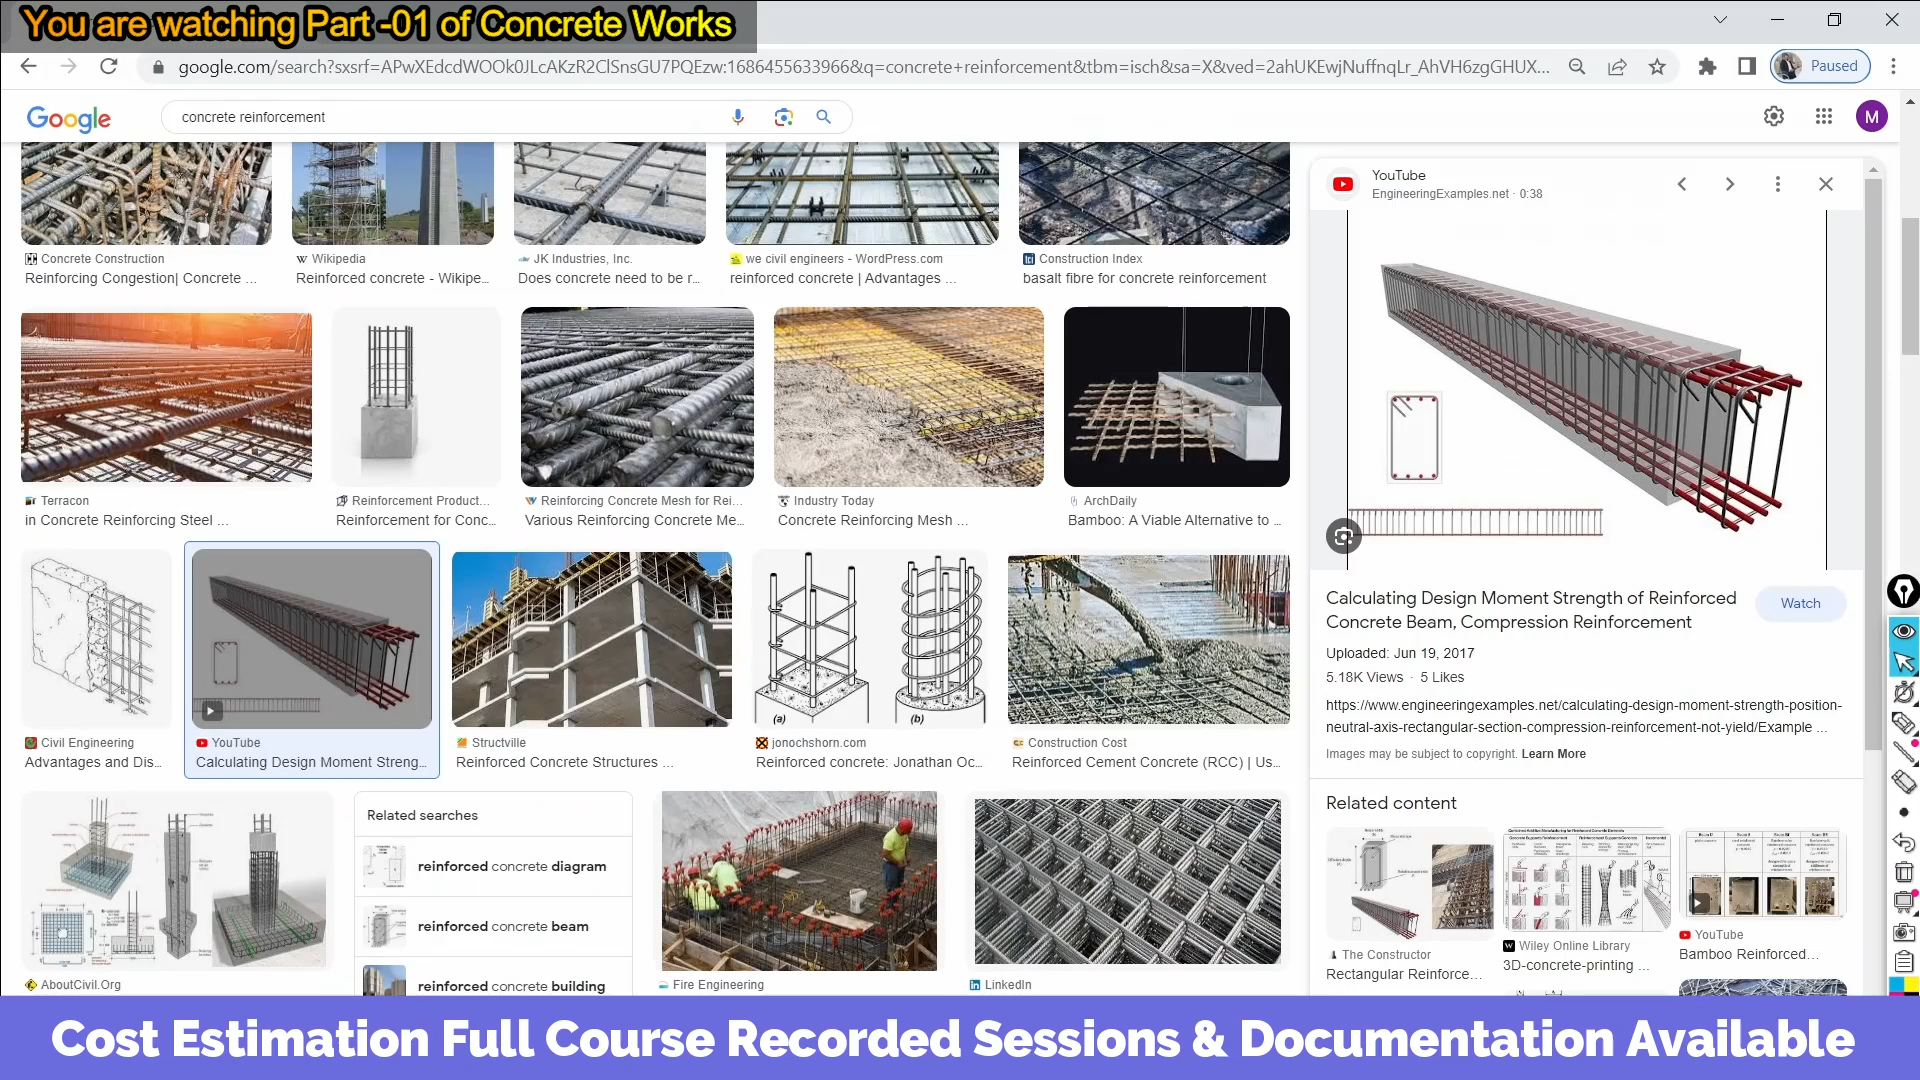 You are watching Part -01 of Concrete Works
google.com/search?sxsrf=APwXEdcdWOOk0JLcAKzR2ClSnsGU7PQEzw:1686455633966&q=concrete+reinforcement&tbm=isch&sa=X&ved=2ahUKEwjNuffnqLr_AhVH6zgGHUX...
Paused
Google
concrete reinforcement
M
Concrete Construction
Reinforcing Congestion| Concrete ...
Wikipedia
Reinforced concrete - Wikipe...
JK Industries, Inc.
Does concrete need to be r...
we civil engineers - WordPress.com
reinforced concrete | Advantages ...
Construction Index
basalt fibre for concrete reinforcement
Terracon
in Concrete Reinforcing Steel ...
Reinforcement Product...
Reinforcement for Conc...
Reinforcing Concrete Mesh for Rei...
Various Reinforcing Concrete Me...
Industry Today
Concrete Reinforcing Mesh ...
ArchDaily
Bamboo: A Viable Alternative to ...
(a)
(b)
Civil Engineering
Advantages and Dis...
YouTube
Calculating Design Moment Streng...
Structville
Reinforced Concrete Structures ...
jonochshorn.com
Reinforced concrete: Jonathan Oc...
Construction Cost
Reinforced Cement Concrete (RCC) | Us...
AboutCivil.Org
Related searches
reinforced concrete diagram
reinforced concrete beam
reinforced concrete building
Fire Engineering
LinkedIn
YouTube
EngineeringExamples.net · 0:38
Calculating Design Moment Strength of Reinforced
Concrete Beam, Compression Reinforcement
Watch
Uploaded: Jun 19, 2017
5.18K Views · 5 Likes
https://www.engineeringexamples.net/calculating-design-moment-strength-position-
neutral-axis-rectangular-section-compression-reinforcement-not-yield/Example ...
Images may be subject to copyright. Learn More
Related content
The Constructor
Rectangular Reinforce...
Wiley Online Library
3D-concrete-printing ...
YouTube
Bamboo Reinforced...
Cost Estimation Full Course Recorded Sessions & Documentation Available